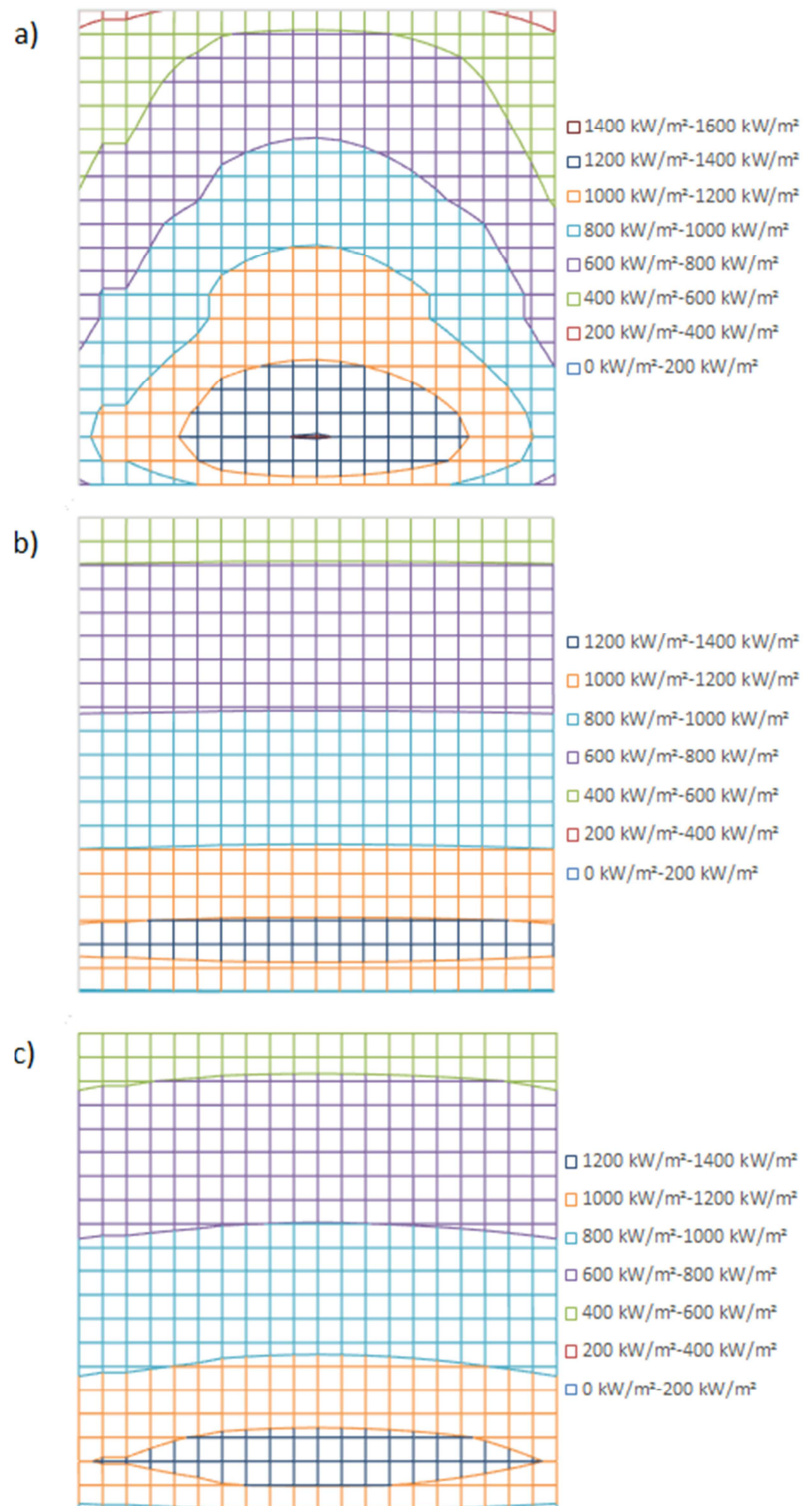 a)
1400 kW/m²-1600 kW/m²
1200 kW/m²-1400 kW/m²
1000 kW/m²-1200 kW/m²
800 kW/m²-1000 kW/m²
600 kW/m²-800 kW/m²
400 kW/m²-600 kW/m²
200 kW/m²-400 kW/m²
0 kW/m²-200 kW/m²
b)
1200 kW/m²-1400 kW/m²
1000 kW/m²-1200 kW/m²
800 kW/m²-1000 kW/m²
600 kW/m²-800 kW/m²
400 kW/m²-600 kW/m²
200 kW/m²-400 kW/m²
0 kW/m²-200 kW/m²
c)
1200 kW/m²-1400 kW/m²
1000 kW/m²-1200 kW/m²
800 kW/m²-1000 kW/m²
600 kW/m²-800 kW/m²
400 kW/m²-600 kW/m²
200 kW/m²-400 kW/m²
0 kW/m²-200 kW/m²